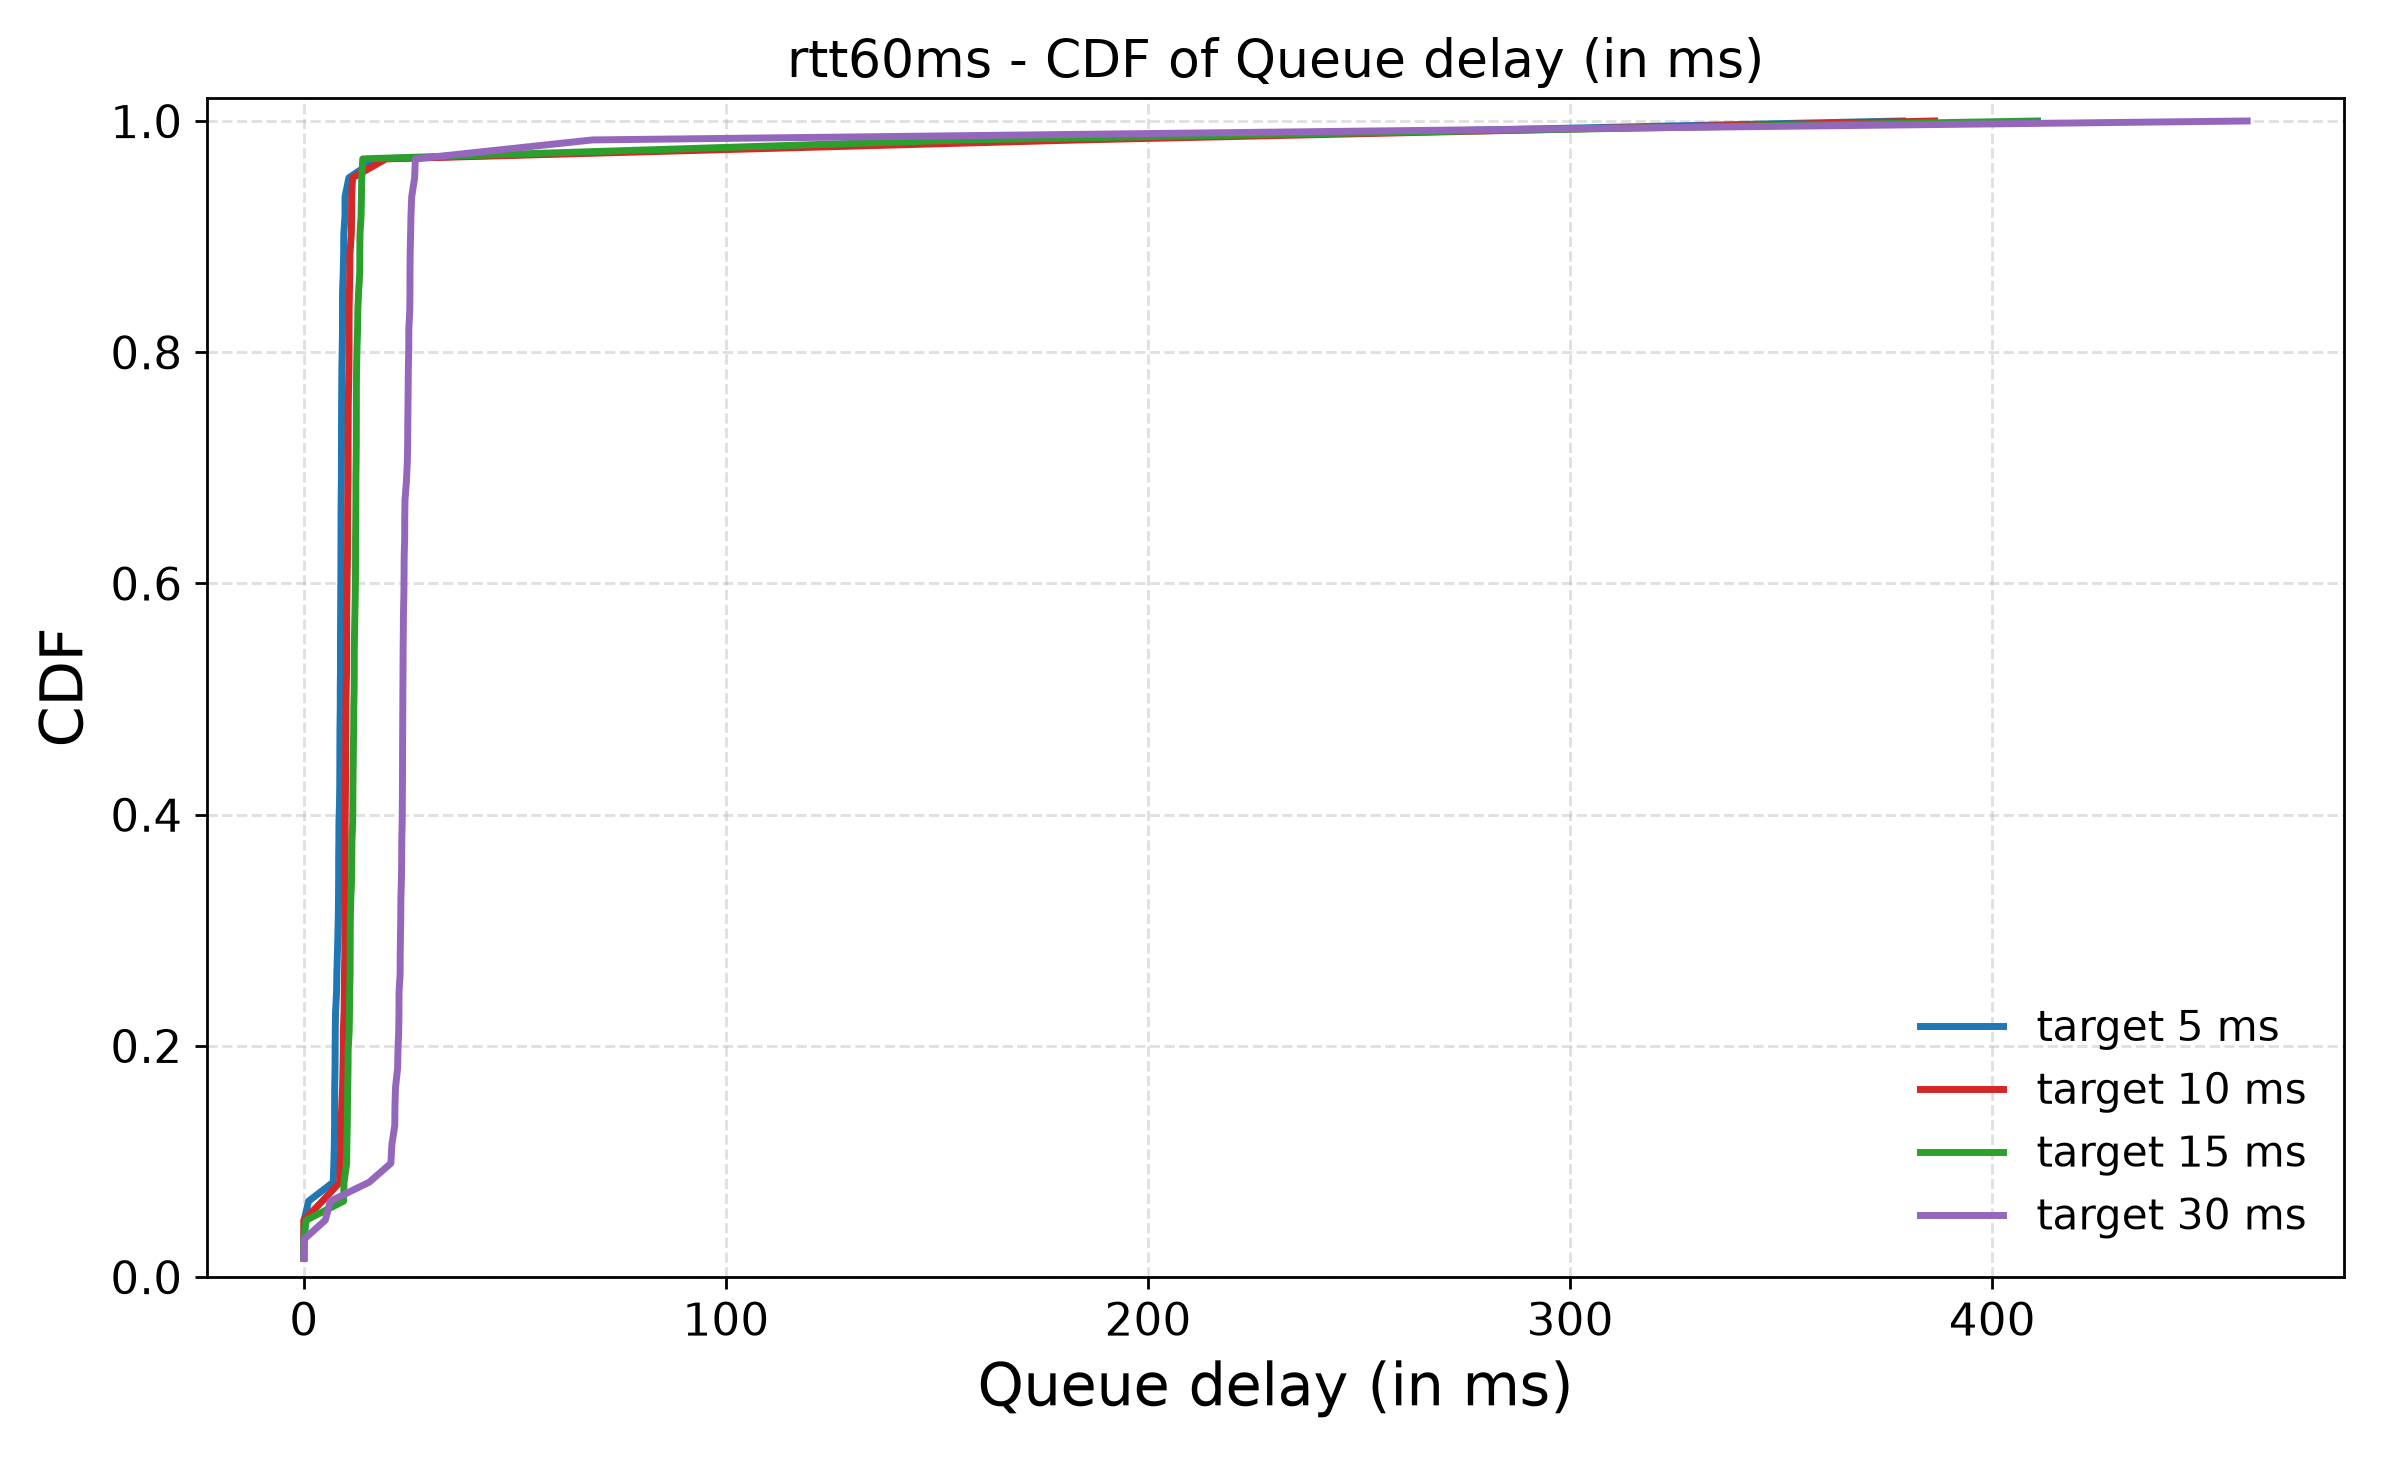 rtt60ms - CDF of Queue delay (in ms)
CDF
1.0
0.8
0.6
0.4
0.2
0.0
0 100 200 300 400
Queue delay (in ms)
target 5 ms
target 10 ms
target 15 ms
target 30 ms